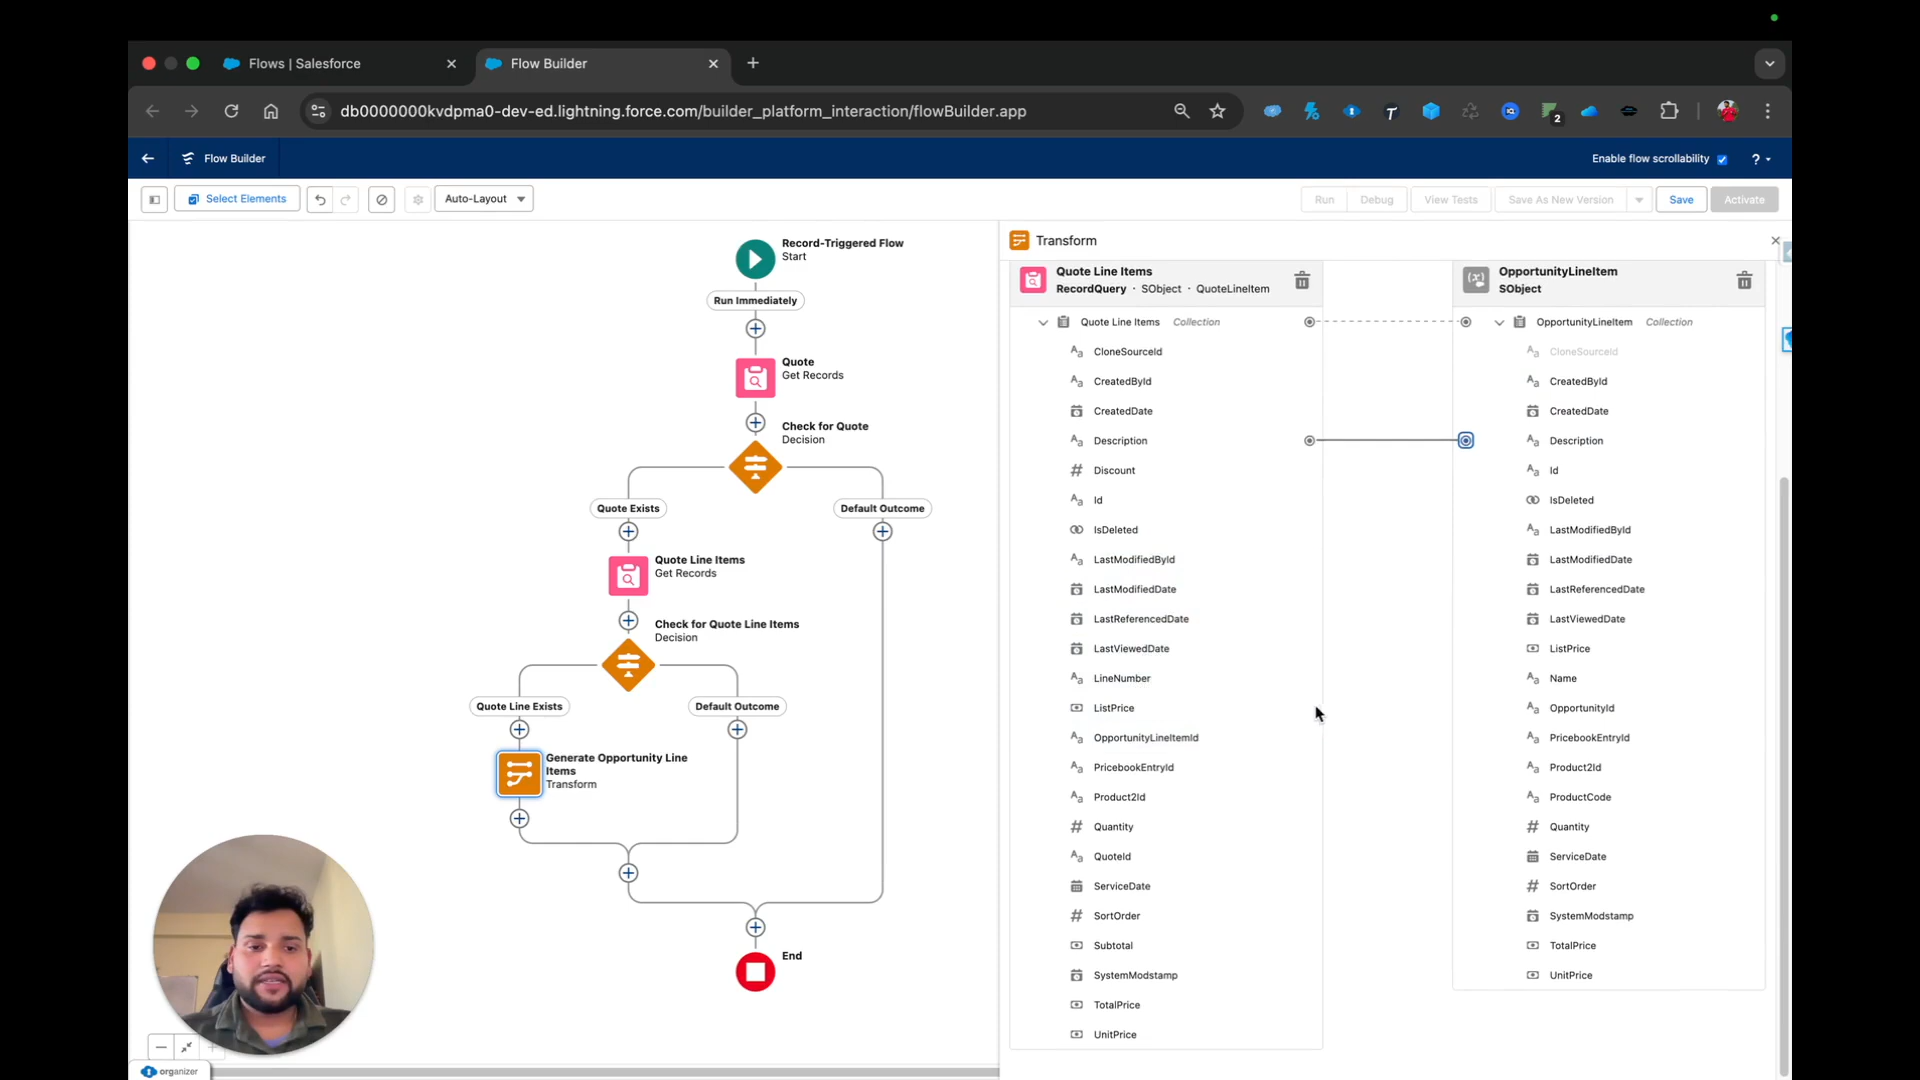 Flows | Salesforce
Flow Builder
db0000000kvdpma0-dev-ed.lightning.force.com/builder_platform_interaction/flowBuilder.app
T
2
Flow Builder
Enable flow scrollability
?
Select Elements
Auto-Layout
Run
Debug
View Tests
Save As New Version
Save
Activate
Record-Triggered Flow
Start
Run Immediately
Quote
Get Records
Check for Quote
Decision
Quote Exists
Default Outcome
Quote Line Items
Get Records
Check for Quote Line Items
Decision
Quote Line Exists
Default Outcome
Generate Opportunity Line
Items
Transform
End
organizer
Transform
Quote Line Items
RecordQuery · SObject · QuoteLineItem
Quote Line Items Collection
CloneSourceId
CreatedById
CreatedDate
Description
Discount
Id
IsDeleted
LastModifiedById
LastModifiedDate
LastReferencedDate
LastViewedDate
LineNumber
ListPrice
OpportunityLineItemId
PricebookEntryId
Product2Id
Quantity
QuoteId
ServiceDate
SortOrder
Subtotal
SystemModstamp
TotalPrice
UnitPrice
OpportunityLineItem
SObject
OpportunityLineItem Collection
CloneSourceId
CreatedById
CreatedDate
Description
Id
IsDeleted
LastModifiedById
LastModifiedDate
LastReferencedDate
LastViewedDate
ListPrice
Name
OpportunityId
PricebookEntryId
Product2Id
ProductCode
Quantity
ServiceDate
SortOrder
SystemModstamp
TotalPrice
UnitPrice